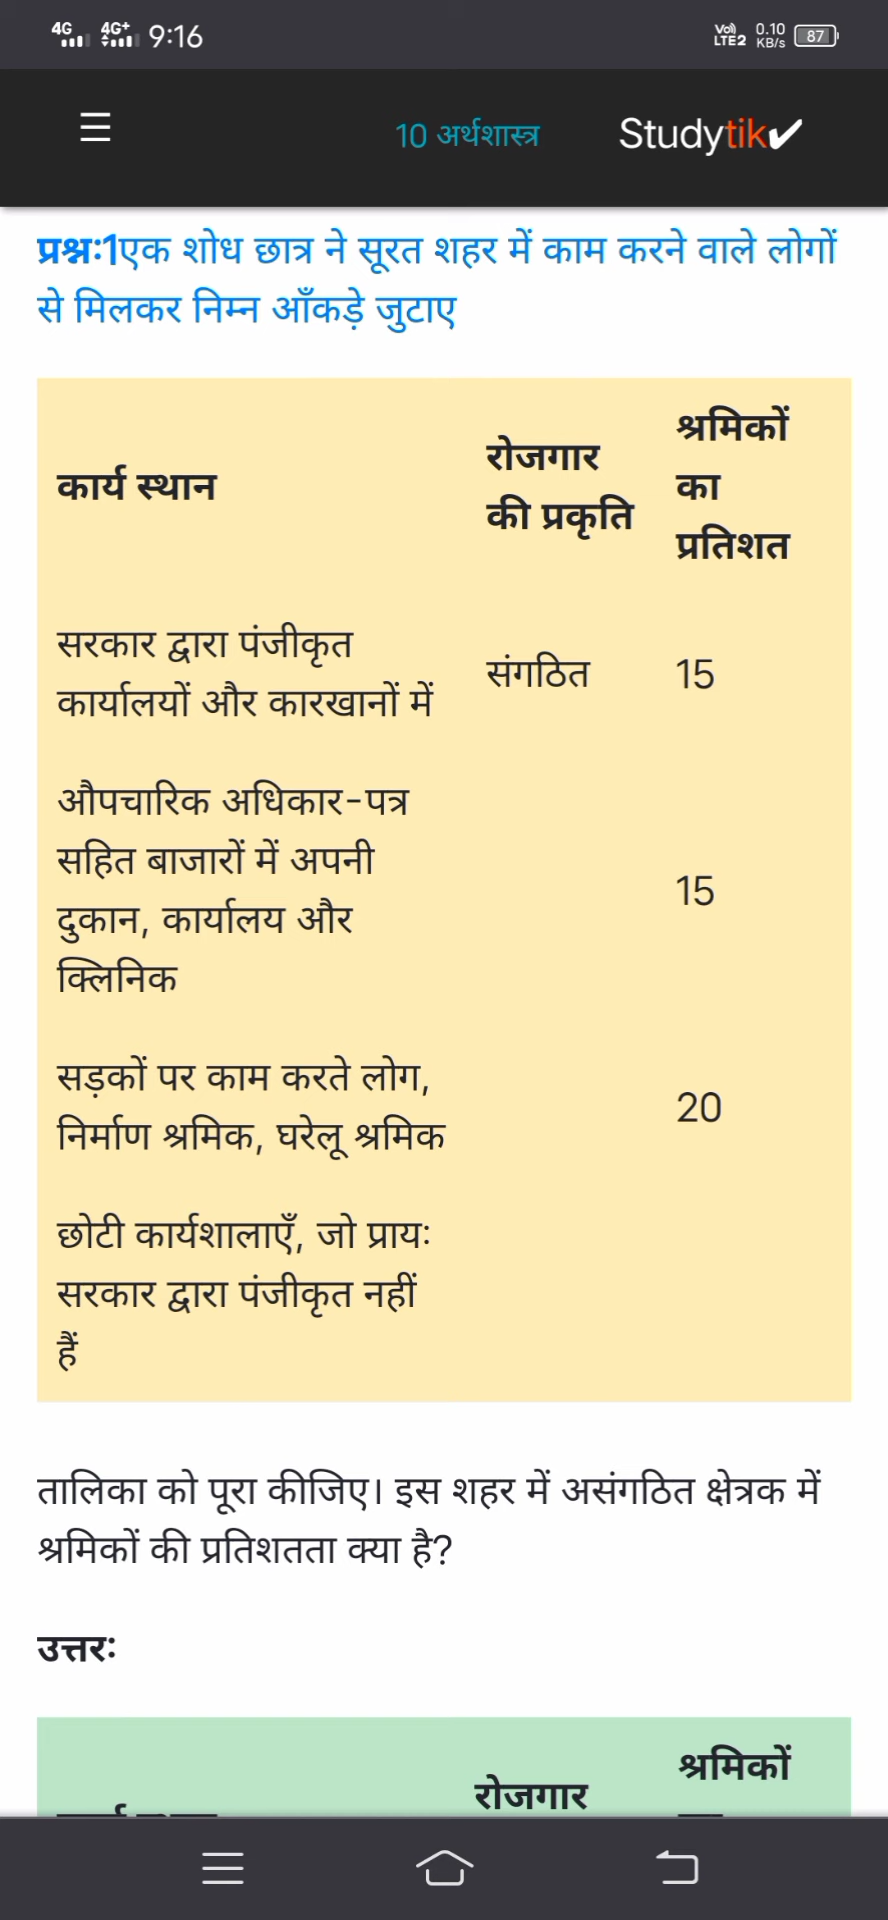 4G 4G+ 9:16 Vo) LTE2 0.10 KB/s 87
10 अर्थशास्त्र Studytik
प्रश्न:1एक शोध छात्र ने सूरत शहर में काम करने वाले लोगों
से मिलकर निम्न आँकड़े जुटाए
कार्य स्थान
रोजगार
की प्रकृति
श्रमिकों
का
प्रतिशत
सरकार द्वारा पंजीकृत
कार्यालयों और कारखानों में
संगठित
15
औपचारिक अधिकार-पत्र
सहित बाजारों में अपनी
दुकान, कार्यालय और
क्लिनिक
15
सड़कों पर काम करते लोग,
निर्माण श्रमिक, घरेलू श्रमिक
20
छोटी कार्यशालाएँ, जो प्रायः
सरकार द्वारा पंजीकृत नहीं
हैं
तालिका को पूरा कीजिए। इस शहर में असंगठित क्षेत्रक में
श्रमिकों की प्रतिशतता क्या है?
उत्तरः
रोजगार
श्रमिकों